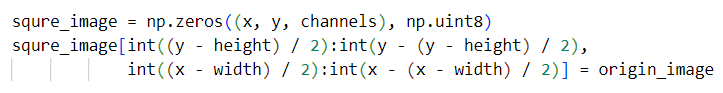 squre_image = np.zeros((x, y, channels), np.uint8)
squre_image[int((y - height) / 2):int(y - (y - height) / 2),
int((x - width) / 2):int(x - (x - width) / 2)] = origin_image